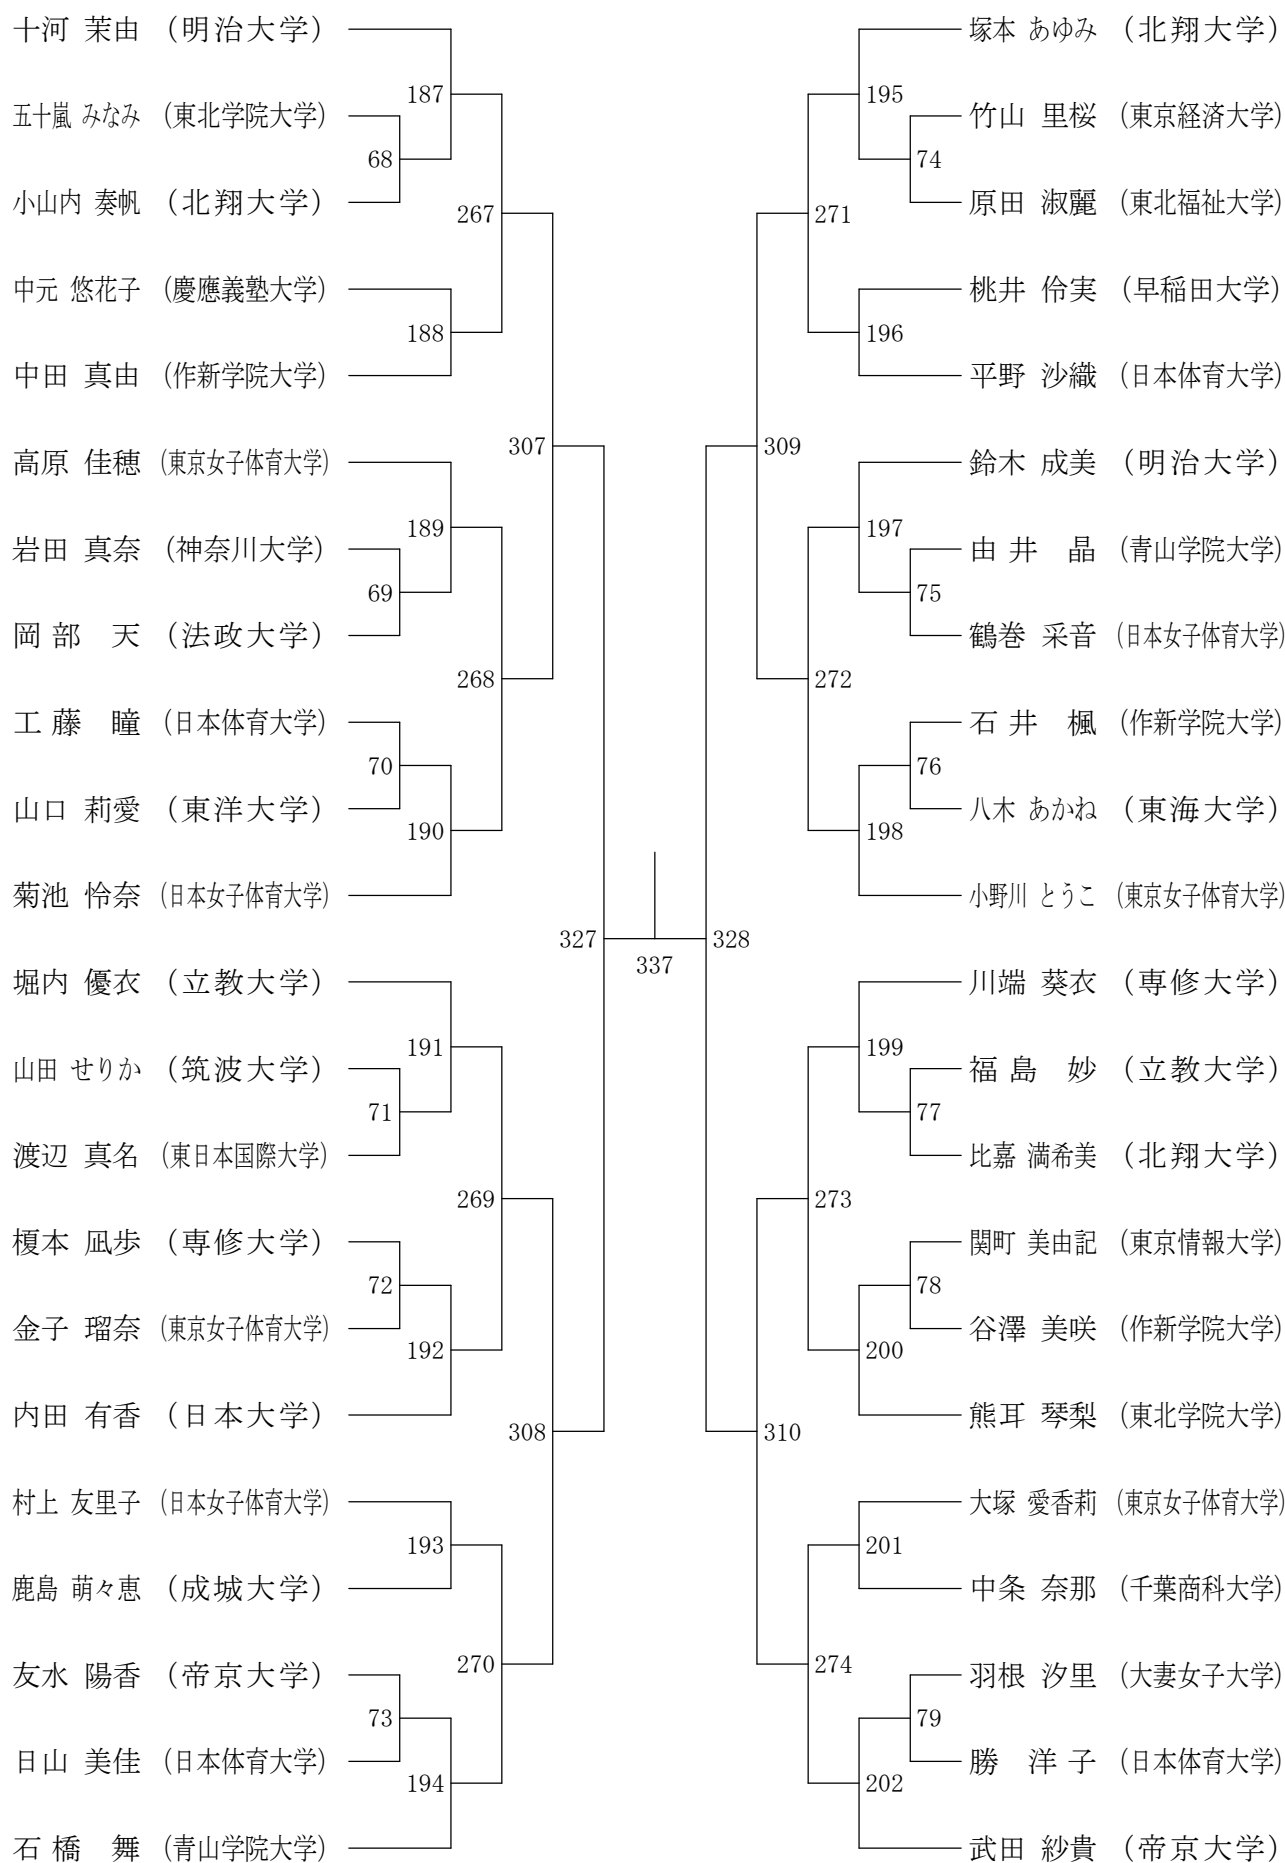 十河 茉由 (明治大学)
五十嵐 みなみ (東北学院大学)
小山内 奏帆 (北翔大学)
中元 悠花子 (慶應義塾大学)
中田 真由 (作新学院大学)
高原 佳穂 (東京女子体育大学)
岩田 真奈 (神奈川大学)
岡部 天 (法政大学)
工藤 瞳 (日本体育大学)
山口 莉愛 (東洋大学)
菊池 怜奈 (日本女子体育大学)
堀内 優衣 (立教大学)
山田 せりか (筑波大学)
渡辺 真名 (東日本国際大学)
榎本 凪歩 (専修大学)
金子 瑠奈 (東京女子体育大学)
内田 有香 (日本大学)
村上 友里子 (日本女子体育大学)
鹿島 萌々恵 (成城大学)
友水 陽香 (帝京大学)
日山 美佳 (日本体育大学)
石橋 舞 (青山学院大学)
68
69
70
71
72
73
187
188
189
190
191
192
193
194
267
268
269
270
307
308
327
337
328
309
310
271
272
273
274
195
196
197
198
199
200
201
202
74
75
76
77
78
79
塚本 あゆみ (北翔大学)
竹山 里桜 (東京経済大学)
原田 淑麗 (東北福祉大学)
桃井 伶実 (早稲田大学)
平野 沙織 (日本体育大学)
鈴木 成美 (明治大学)
由井 晶 (青山学院大学)
鶴巻 采音 (日本女子体育大学)
石井 楓 (作新学院大学)
八木 あかね (東海大学)
小野川 とうこ (東京女子体育大学)
川端 葵衣 (専修大学)
福島 妙 (立教大学)
比嘉 満希美 (北翔大学)
関町 美由記 (東京情報大学)
谷澤 美咲 (作新学院大学)
熊耳 琴梨 (東北学院大学)
大塚 愛香莉 (東京女子体育大学)
中条 奈那 (千葉商科大学)
羽根 汐里 (大妻女子大学)
勝 洋子 (日本体育大学)
武田 紗貴 (帝京大学)